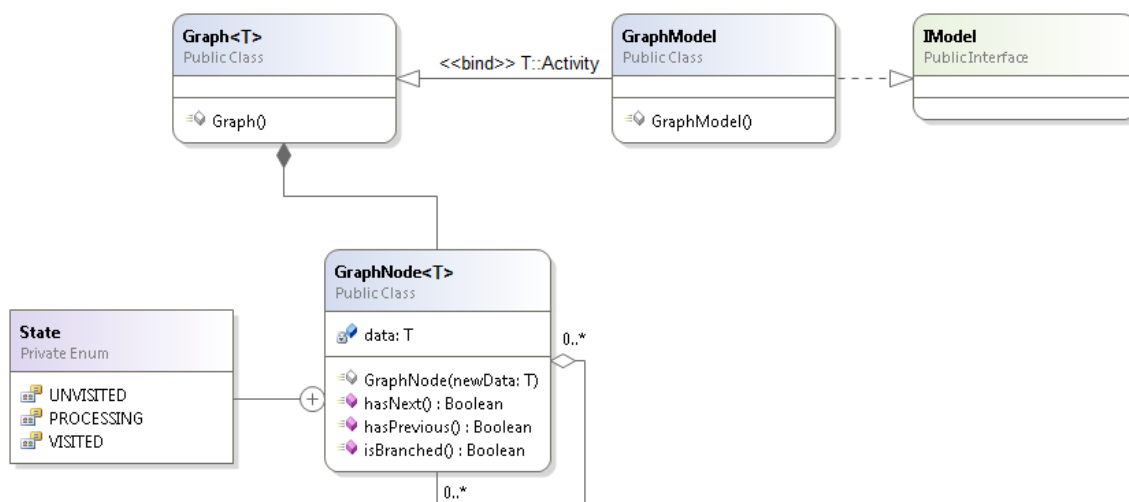 Graph<T>
Public Class
Graph()
<<bind>> T::Activity
GraphModel
Public Class
GraphModel()
IModel
Public Interface
GraphNode<T>
Public Class
data: T
GraphNode(newData: T)
hasNext() : Boolean
hasPrevious() : Boolean
isBranched() : Boolean
0..*
0..*
State
Private Enum
UNVISITED
PROCESSING
VISITED